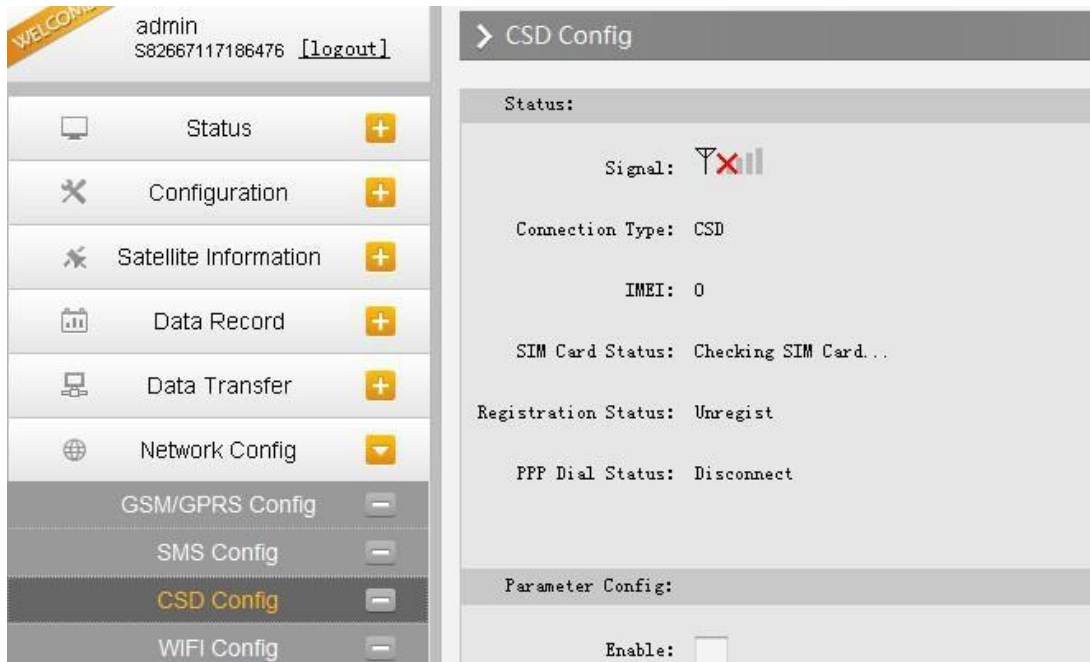 WELCOME
admin
S82667117186476 [logout]
Status
Configuration
Satellite Information
Data Record
Data Transfer
Network Config
GSM/GPRS Config
SMS Config
CSD Config
WIFI Config
CSD Config
Status:
Signal:
Connection Type: CSD
IMEI: 0
SIM Card Status: Checking SIM Card...
Registration Status: Unregist
PPP Dial Status: Disconnect
Parameter Config:
Enable: